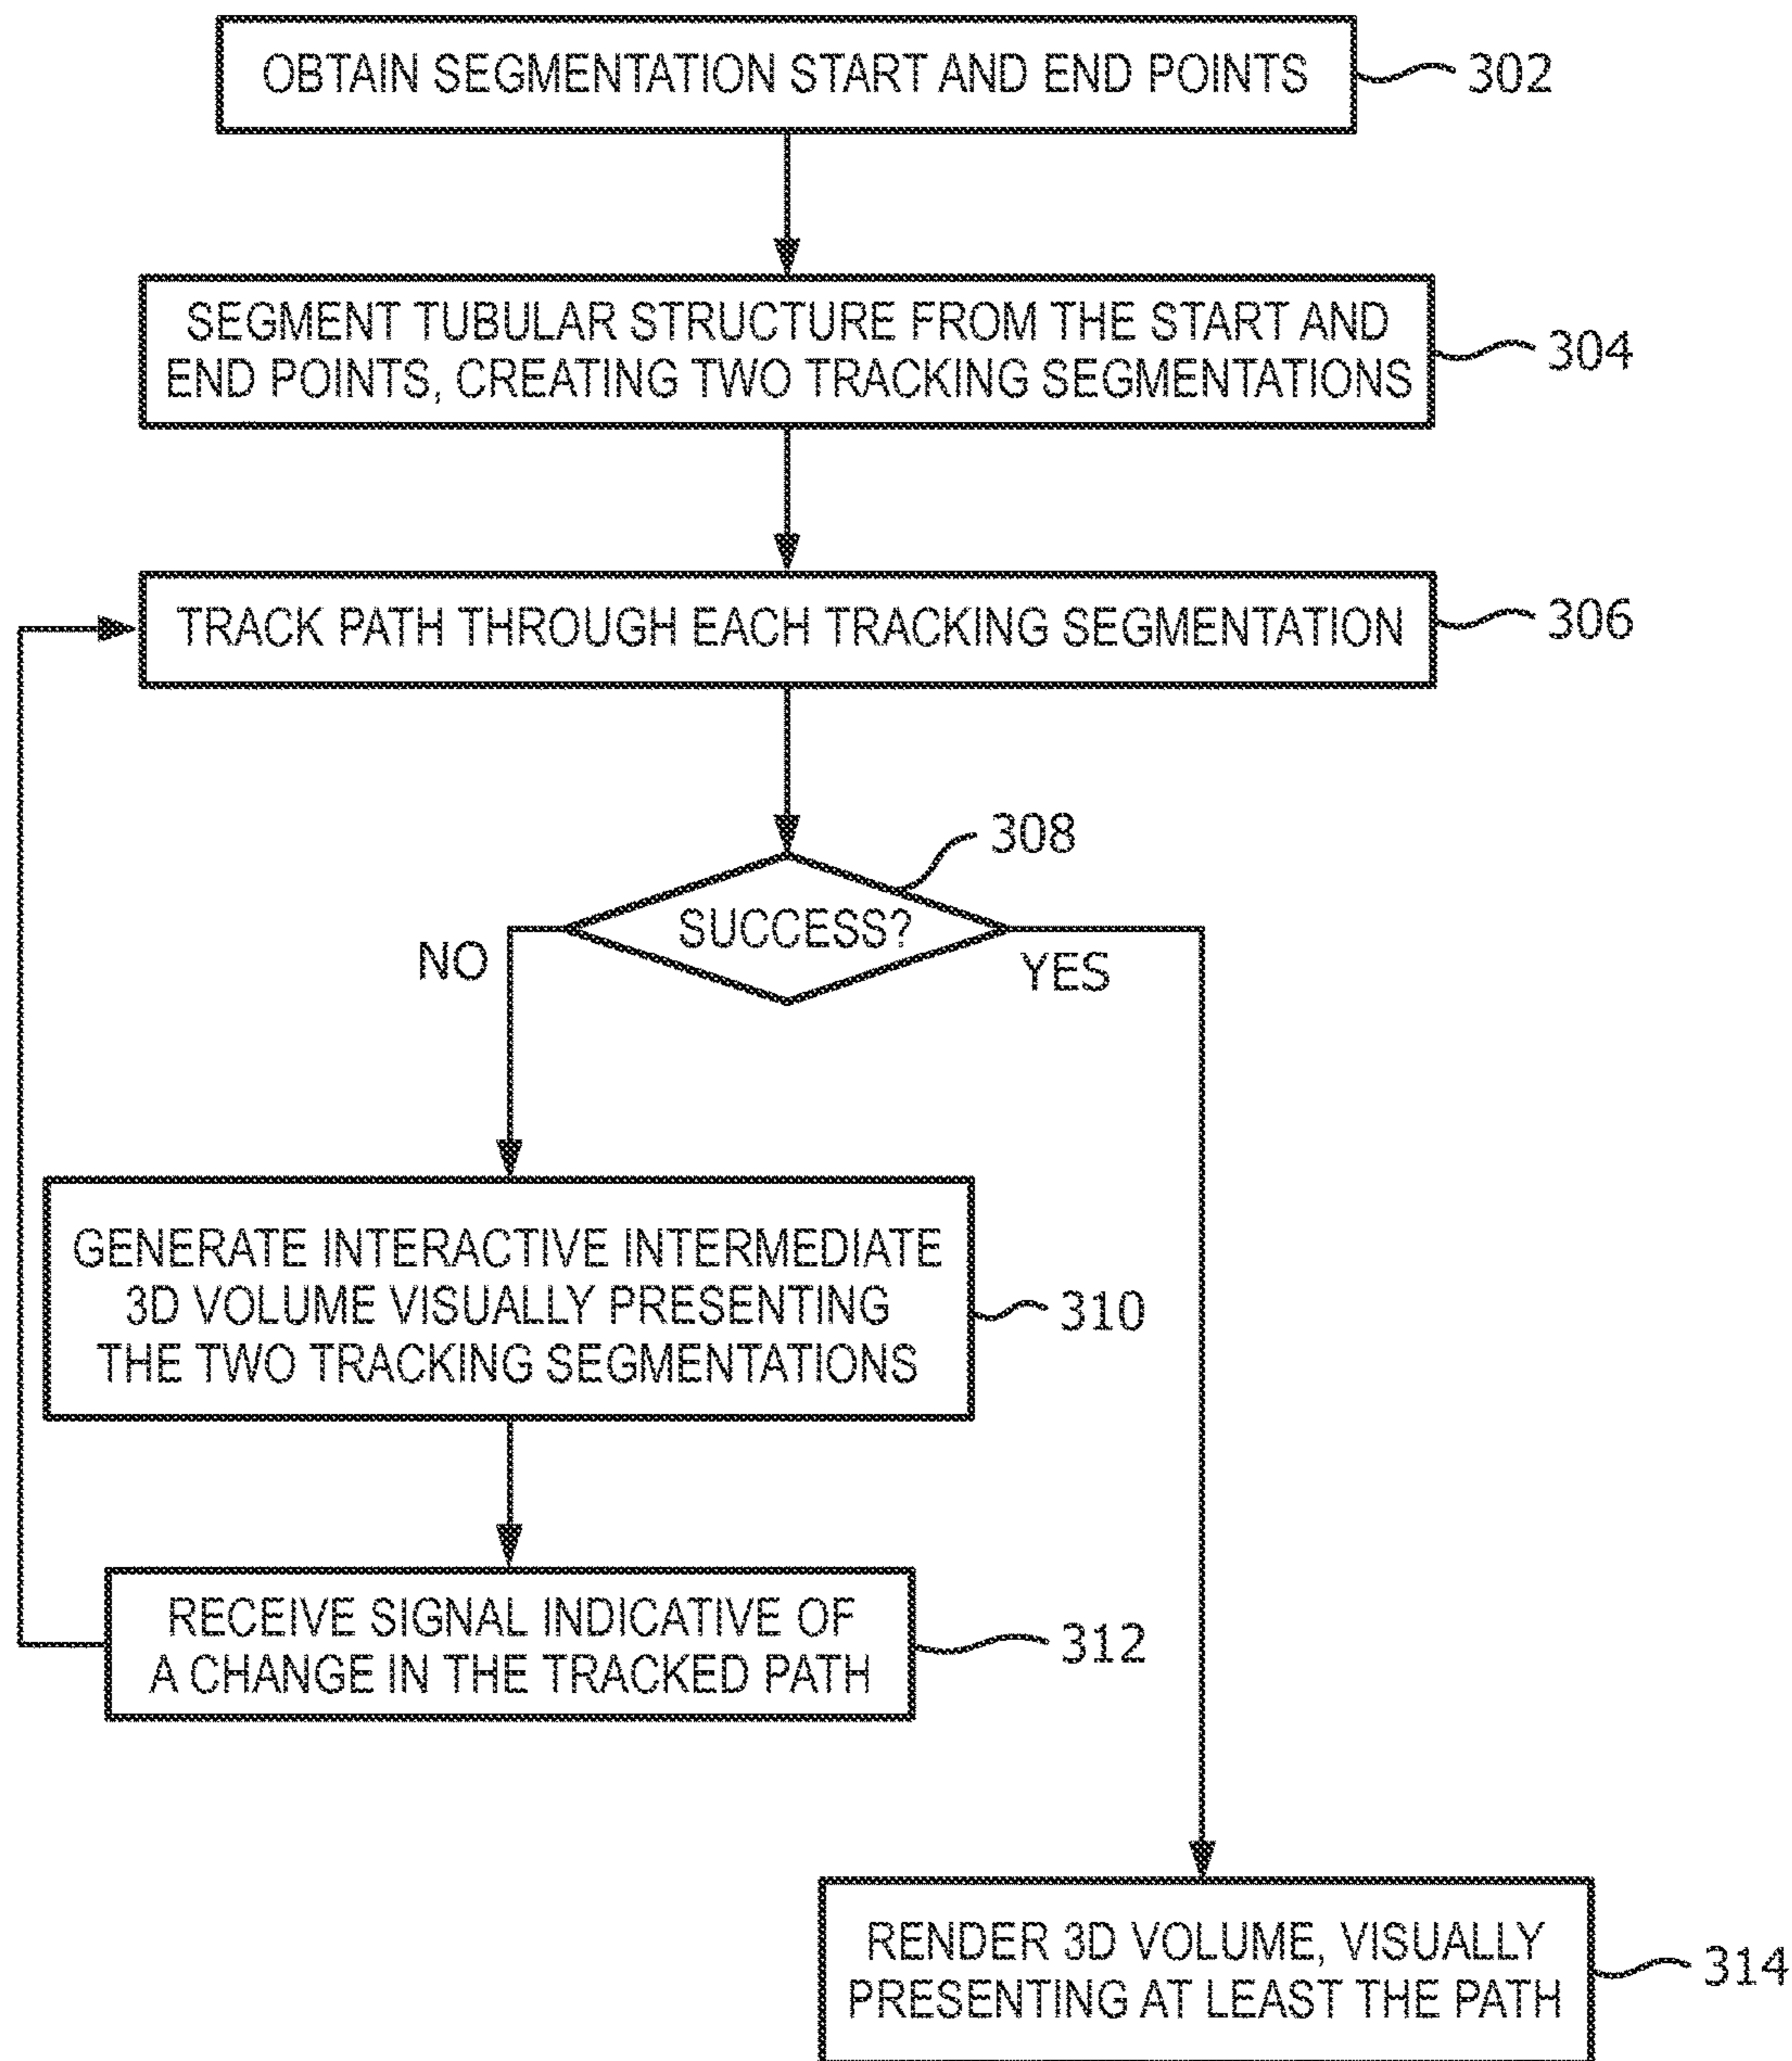 OBTAIN SEGMENTATION START AND END POINTS
302
SEGMENT TUBULAR STRUCTURE FROM THE START AND
END POINTS, CREATING TWO TRACKING SEGMENTATIONS
304
TRACK PATH THROUGH EACH TRACKING SEGMENTATION
306
308
SUCCESS?
NO
YES
GENERATE INTERACTIVE INTERMEDIATE
3D VOLUME VISUALLY PRESENTING
THE TWO TRACKING SEGMENTATIONS
310
RECEIVE SIGNAL INDICATIVE OF
A CHANGE IN THE TRACKED PATH
312
RENDER 3D VOLUME, VISUALLY
PRESENTING AT LEAST THE PATH
314